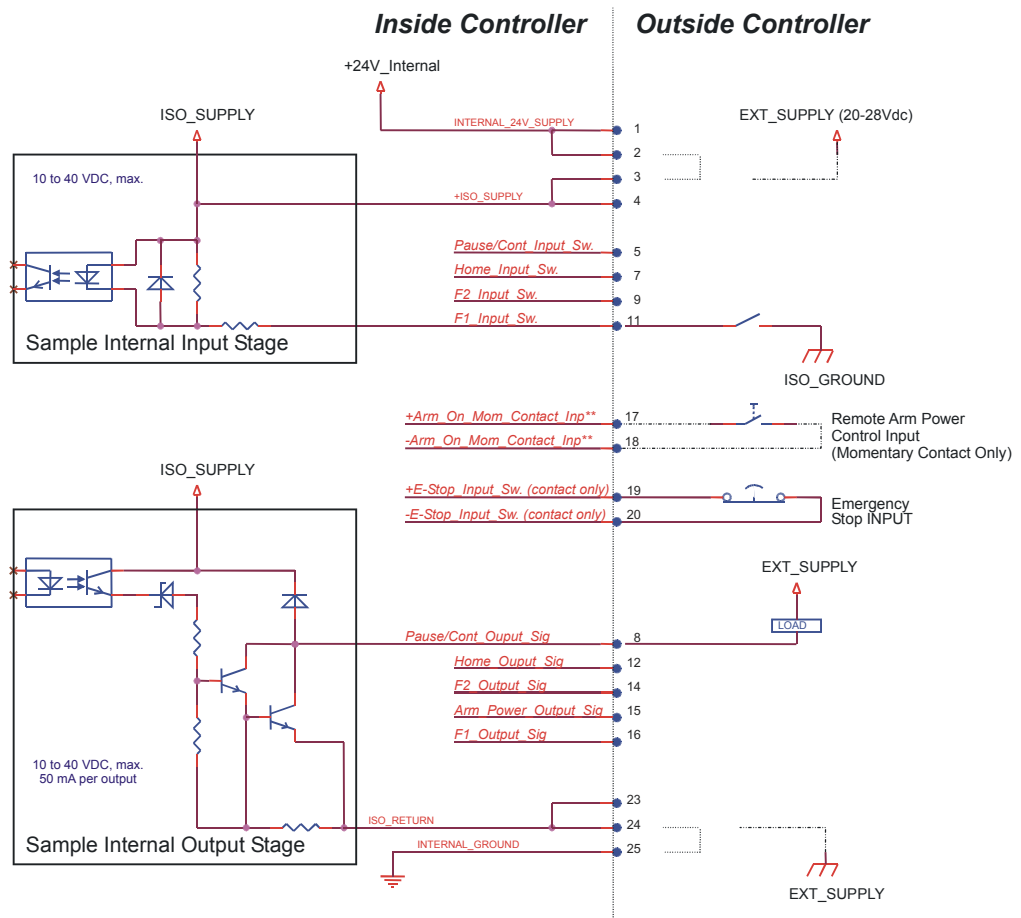 Inside Controller
Outside Controller
+24V_Internal
ISO_SUPPLY
INTERNAL_24V_SUPPLY
1
EXT_SUPPLY (20-28Vdc)
2
10 to 40 VDC, max.
3
+ISO_SUPPLY
4
Pause/Cont_Input_Sw.
5
Home_Input_Sw.
7
F2_Input_Sw.
9
F1_Input_Sw.
11
Sample Internal Input Stage
ISO_GROUND
+Arm_On_Mom_Contact_Inp**
17
-Arm_On_Mom_Contact_Inp**
18
Remote Arm Power
Control Input
(Momentary Contact Only)
ISO_SUPPLY
+E-Stop_Input_Sw. (contact only)
19
-E-Stop_Input_Sw. (contact only)
20
Emergency
Stop INPUT
EXT_SUPPLY
LOAD
Pause/Cont_Ouput_Sig
8
Home_Ouput_Sig
12
F2_Output_Sig
14
Arm_Power_Output_Sig
15
F1_Output_Sig
16
10 to 40 VDC, max.
50 mA per output
23
ISO_RETURN
24
INTERNAL_GROUND
25
Sample Internal Output Stage
EXT_SUPPLY